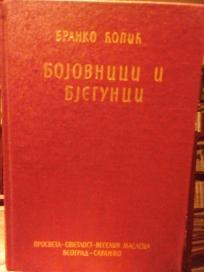 БРАНКО ЋОПИЋ
БОЈОВНИЦИ И
БЈЕГУНЦИ
ПРОСВЕТА-СВЈЕТЛОСТ-ВЕСЕЛИН МАСЛЕША
БЕОГРАД-САРАЈЕВО